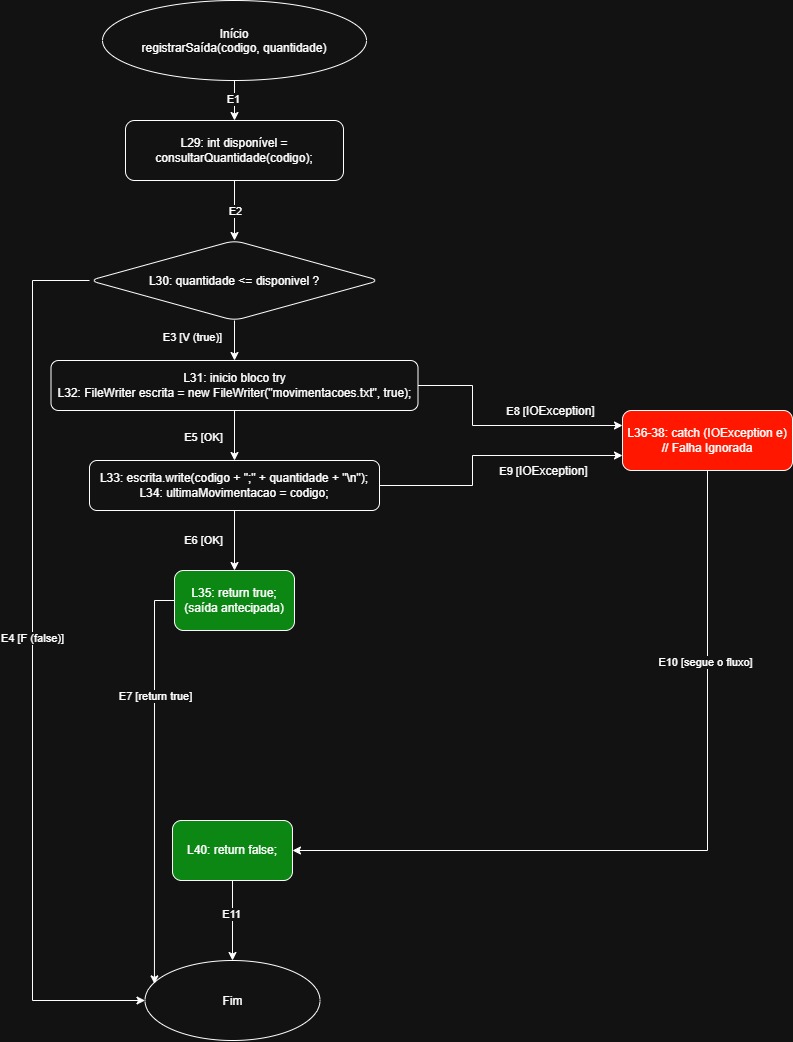 Início
registrarSaída(codigo, quantidade)
E1
L29: int disponível =
consultarQuantidade(codigo);
E2
L30: quantidade <= disponivel ?
E3 [V (true)]
L31: inicio bloco try
L32: FileWriter escrita = new FileWriter("movimentacoes.txt", true);
E8 [IOException]
L36-38: catch (IOException e)
// Falha Ignorada
E5 [OK]
L33: escrita.write(codigo + ";" + quantidade + "\n");
L34: ultimaMovimentacao = codigo;
E9 [IOException]
E6 [OK]
L35: return true;
(saída antecipada)
E4 [F (false)]
E10 [segue o fluxo]
E7 [return true]
L40: return false;
E11
Fim